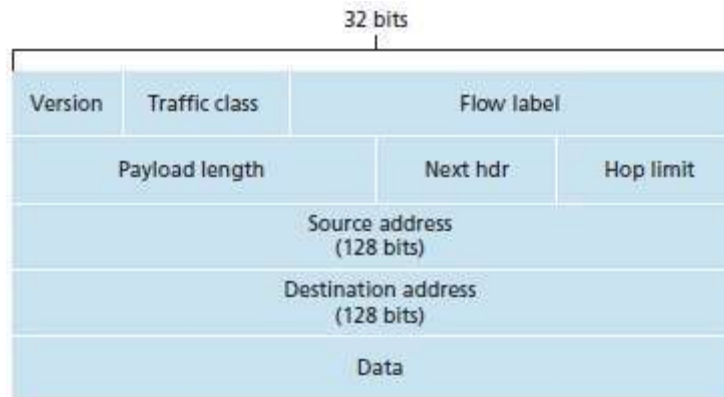 32 bits
Version Traffic class Flow label
Payload length Next hdr Hop limit
Source address
(128 bits)
Destination address
(128 bits)
Data